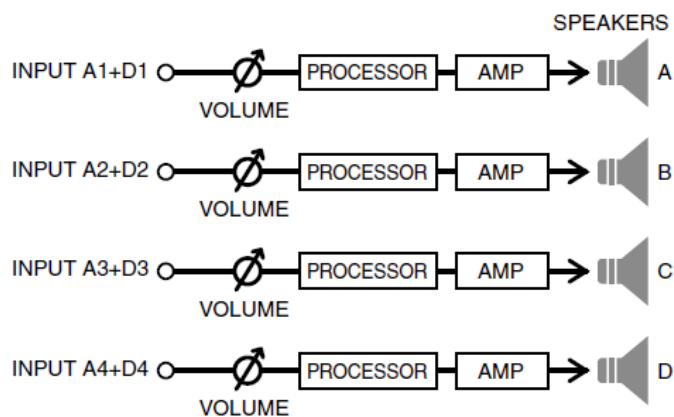 SPEAKERS
INPUT A1+D1 PROCESSOR AMP A
VOLUME
INPUT A2+D2 PROCESSOR AMP B
VOLUME
INPUT A3+D3 PROCESSOR AMP C
VOLUME
INPUT A4+D4 PROCESSOR AMP D
VOLUME